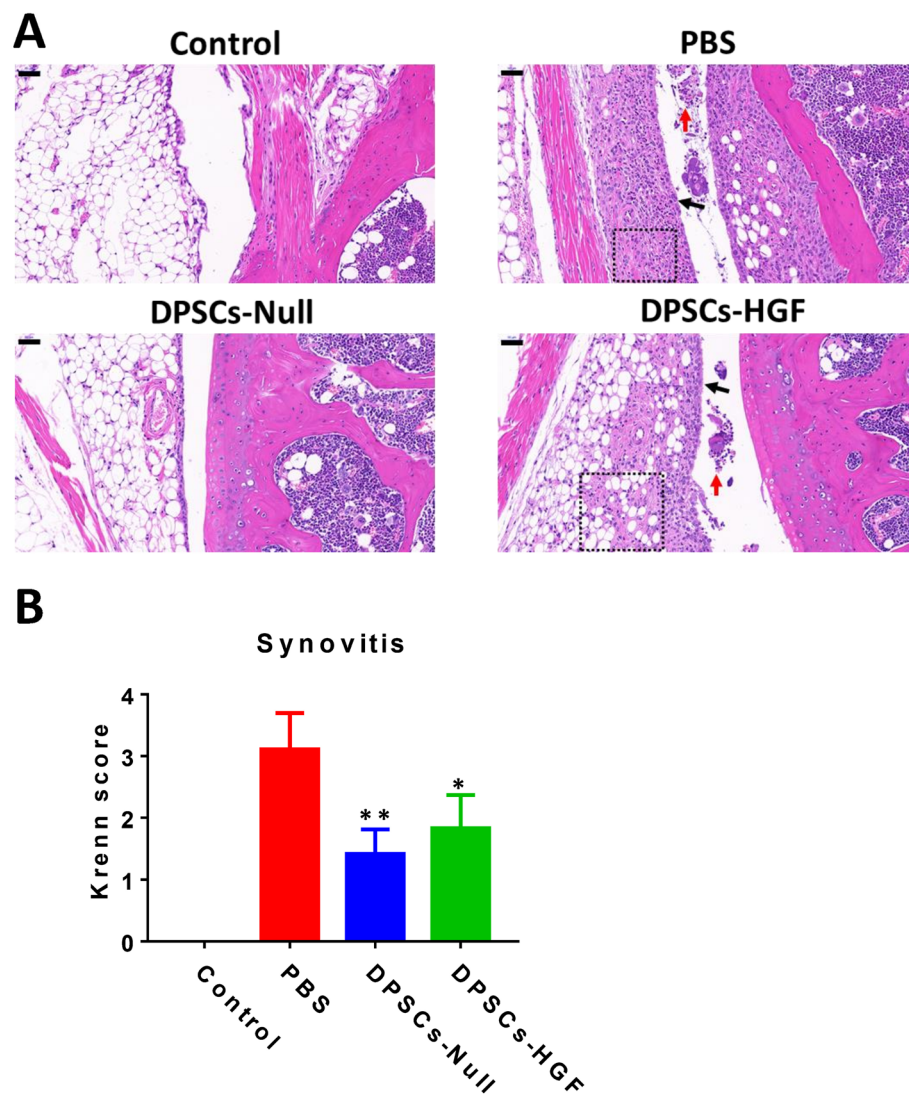 A
Control
PBS
DPSCs-Null
DPSCs-HGF
B
Synovitis
Krenn score
4
3
2
1
0
**
*
Control
PBS
DPSCs-Null
DPSCs-HGF